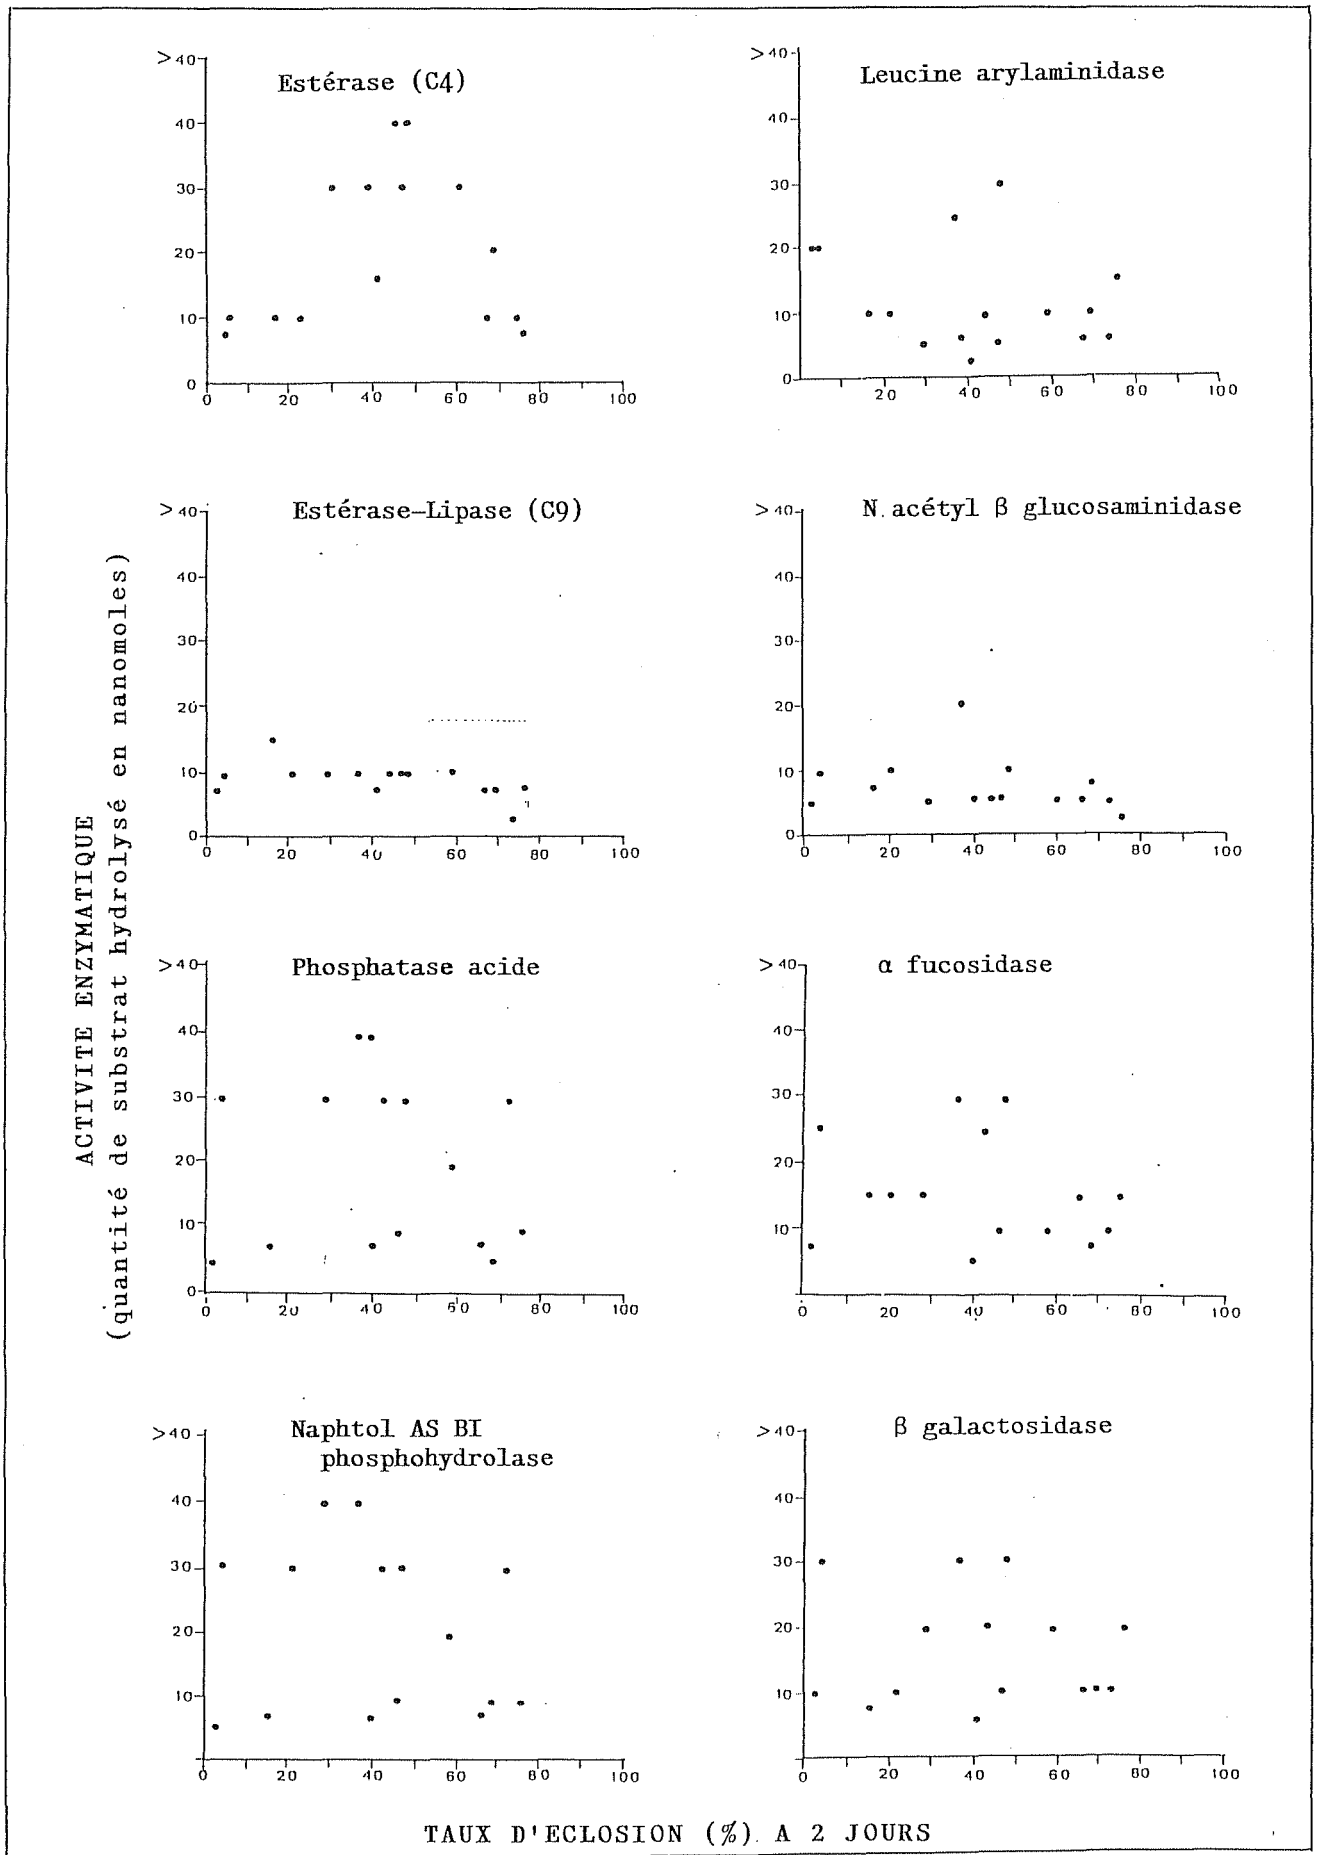 ACTIVITE ENZYMATIQUE
(quantité de substrat hydrolysé en nanomoles)
Estérase (C4)
>40
40
30
20
10
0
0 20 40 60 80 100
Leucine arylaminidase
>40
40
30
20
10
0
20 40 60 80 100
Estérase-Lipase (C9)
>40
40
30
20
10
0
0 20 40 60 80 100
N.acétyl β glucosaminidase
>40
40
30
20
10
0
0 20 40 60 80 100
Phosphatase acide
>40
40
30
20
10
0
0 20 40 60 80 100
α fucosidase
>40
40
30
20
10
0 20 40 60 80 100
Naphtol AS BI
phosphohydrolase
>40
40
30
20
10
0 20 40 60 80 100
β galactosidase
>40
40
30
20
10
0 20 40 60 80 100
TAUX D'ECLOSION (%) A 2 JOURS